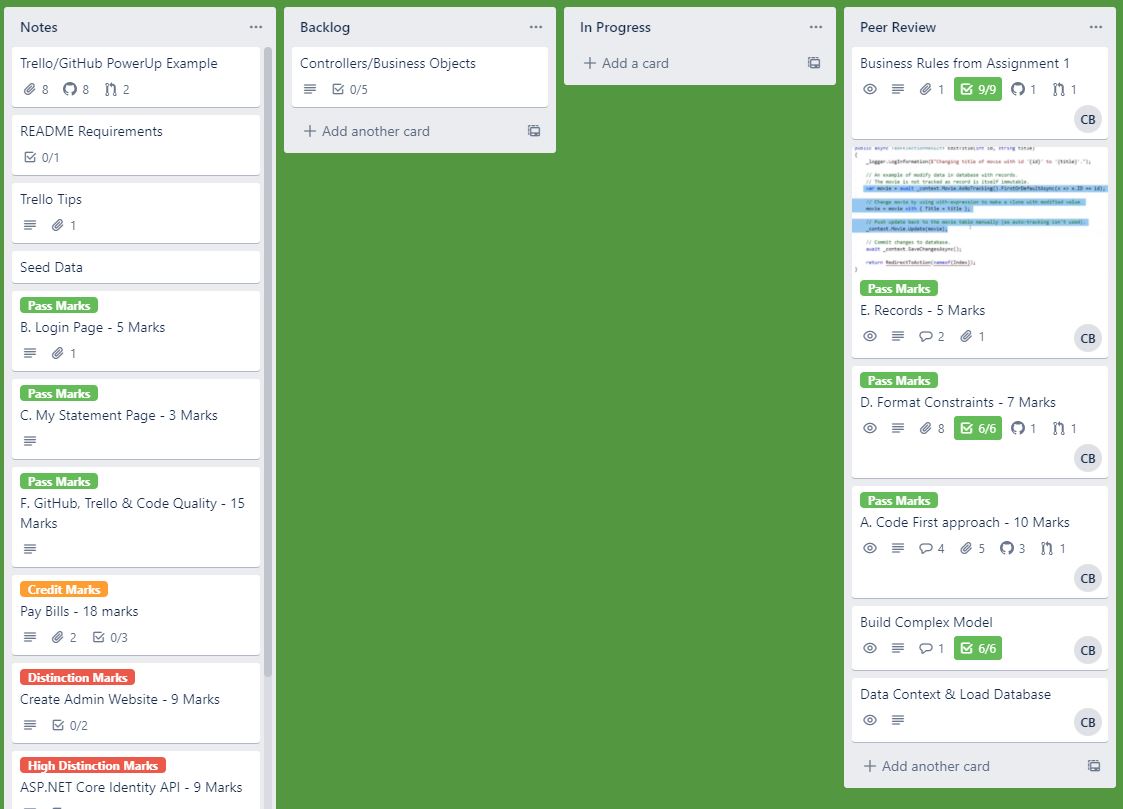 Notes
Trello/GitHub PowerUp Example
8 8 2
README Requirements
0/1
Trello Tips
1
Seed Data
Pass Marks
B. Login Page - 5 Marks
1
Pass Marks
C. My Statement Page - 3 Marks
Pass Marks
F. GitHub, Trello & Code Quality - 15
Marks
Credit Marks
Pay Bills - 18 marks
2 0/3
Distinction Marks
Create Admin Website - 9 Marks
0/2
High Distinction Marks
ASP.NET Core Identity API - 9 Marks
Backlog
Controllers/Business Objects
0/5
+ Add another card
In Progress
+ Add a card
Peer Review
Business Rules from Assignment 1
1 9/9 1 1
CB
{
_logger.LogInformation($"Changing title of movie with id '{id}' to '{title}'.");
// An example of modify data in database with records.
// The movie is not tracked as record is itself immutable.
var movie = await _context.Movie.AsNoTracking().FirstOrDefaultAsync(x => x.ID == id);
// Change movie by using with-expression to make a clone with modified value.
movie = movie with { Title = title };
// Post update back to the movie table manually (as auto-tracking isn't used).
_context.Movie.Update(movie);
// Commit changes to database.
await _context.SaveChangesAsync();
return RedirectToAction(nameof(Index));
}
Pass Marks
E. Records - 5 Marks
2 1
CB
Pass Marks
D. Format Constraints - 7 Marks
8 6/6 1 1
CB
Pass Marks
A. Code First approach - 10 Marks
4 5 3 1
CB
Build Complex Model
1 6/6
CB
Data Context & Load Database
CB
+ Add another card